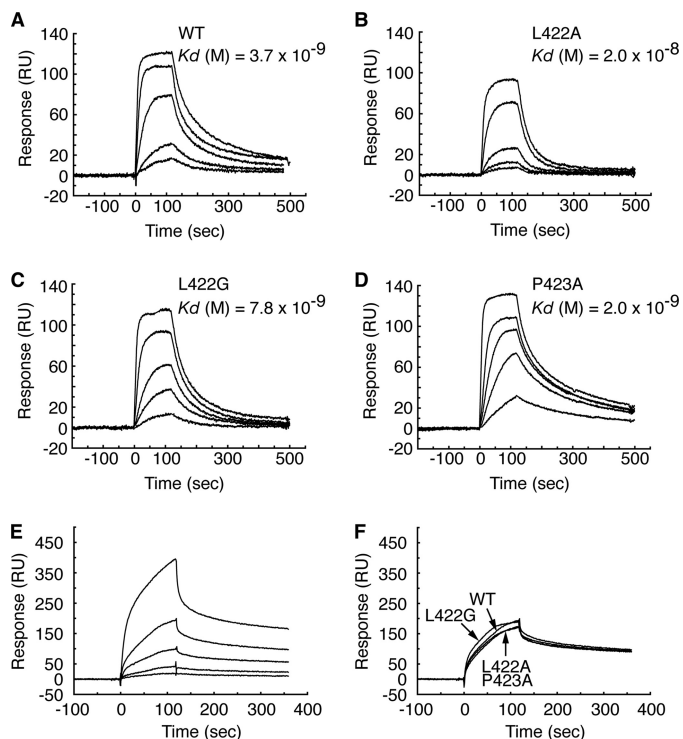 A
WT
Kd (M) = 3.7 x 10-9
Response (RU)
140
100
60
20
0
-20
-100 0 100 300 500
Time (sec)
B
L422A
Kd (M) = 2.0 x 10-8
Response (RU)
140
100
60
20
0
-20
-100 0 100 300 500
Time (sec)
C
L422G
Kd (M) = 7.8 x 10-9
Response (RU)
140
100
60
20
0
-20
-100 0 100 300 500
Time (sec)
D
P423A
Kd (M) = 2.0 x 10-9
Response (RU)
140
100
60
20
0
-20
-100 0 100 300 500
Time (sec)
E
Response (RU)
450
350
250
150
50
0
-50
-100 0 100 200 300 400
Time (sec)
F
Response (RU)
450
350
250
150
50
0
-50
WT
L422G
L422A
P423A
-100 0 100 200 300 400
Time (sec)